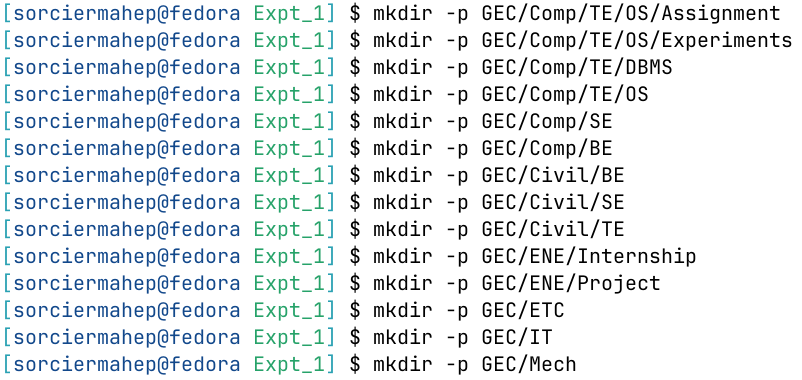 [sorciermahep@fedora Expt_1] $ mkdir -p GEC/Comp/TE/OS/Assignment
[sorciermahep@fedora Expt_1] $ mkdir -p GEC/Comp/TE/OS/Experiments
[sorciermahep@fedora Expt_1] $ mkdir -p GEC/Comp/TE/DBMS
[sorciermahep@fedora Expt_1] $ mkdir -p GEC/Comp/TE/OS
[sorciermahep@fedora Expt_1] $ mkdir -p GEC/Comp/SE
[sorciermahep@fedora Expt_1] $ mkdir -p GEC/Comp/BE
[sorciermahep@fedora Expt_1] $ mkdir -p GEC/Civil/BE
[sorciermahep@fedora Expt_1] $ mkdir -p GEC/Civil/SE
[sorciermahep@fedora Expt_1] $ mkdir -p GEC/Civil/TE
[sorciermahep@fedora Expt_1] $ mkdir -p GEC/ENE/Internship
[sorciermahep@fedora Expt_1] $ mkdir -p GEC/ENE/Project
[sorciermahep@fedora Expt_1] $ mkdir -p GEC/ETC
[sorciermahep@fedora Expt_1] $ mkdir -p GEC/IT
[sorciermahep@fedora Expt_1] $ mkdir -p GEC/Mech